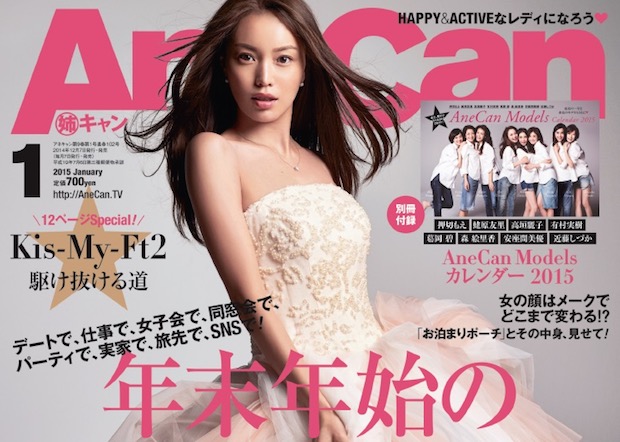 HAPPY&ACTIVEなレディになろう♥
AneCan
姉キャン
1
2015 January
定価700yen
http://AneCan.TV
12ページSpecial!
Kis-My-Ft2
駆け抜ける道
AneCan Models
Calendar 2015
別冊
付録
押切もえ 蛯原友里 高垣麗子 有村実樹
葛岡 碧 森 絵里香 安座間美優 近藤しづか
AneCan Models
カレンダー 2015
女の顔はメークで
どこまで変わる!?
「お泊まりポーチ」とその中身、見せて!
デートで、仕事で、女子会で、同窓会で、
パーティで、実家で、旅先で、SNSで!
年末年始の